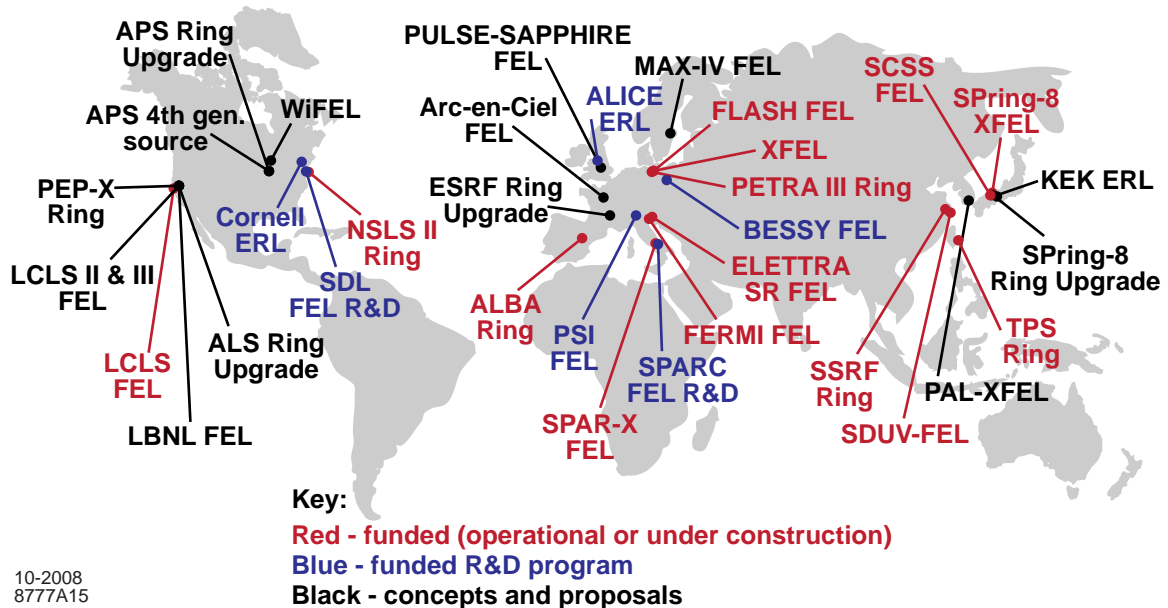 APS Ring
Upgrade
APS 4th gen.
source
WiFEL
PEP-X
Ring
Cornell
ERL
NSLS II
Ring
LCLS II & III
FEL
SDL
FEL R&D
LCLS
FEL
ALS Ring
Upgrade
LBNL FEL
PULSE-SAPPHIRE
FEL
MAX-IV FEL
ALICE
ERL
Arc-en-Ciel
FEL
FLASH FEL
XFEL
PETRA III Ring
ESRF Ring
Upgrade
BESSY FEL
ELETTRA
SR FEL
ALBA
Ring
PSI
FEL
FERMI FEL
SPARC
FEL R&D
SPAR-X
FEL
SCSS
FEL
SPring-8
XFEL
KEK ERL
SPring-8
Ring Upgrade
TPS
Ring
SSRF
Ring
PAL-XFEL
SDUV-FEL
Key:
Red - funded (operational or under construction)
Blue - funded R&D program
Black - concepts and proposals
10-2008
8777A15